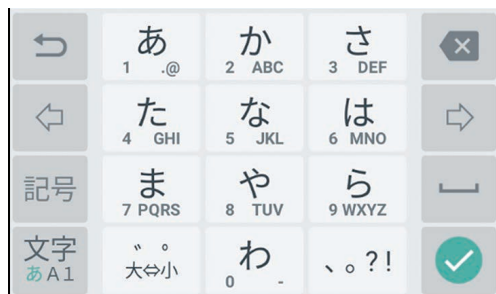 あ か さ
1 .@ 2 ABC 3 DEF
た な は
4 GHI 5 JKL 6 MNO
記号 ま や ら
7 PQRS 8 TUV 9 WXYZ
文字 ゛゜ わ 、。?!
あA1 大⇔小 0 -